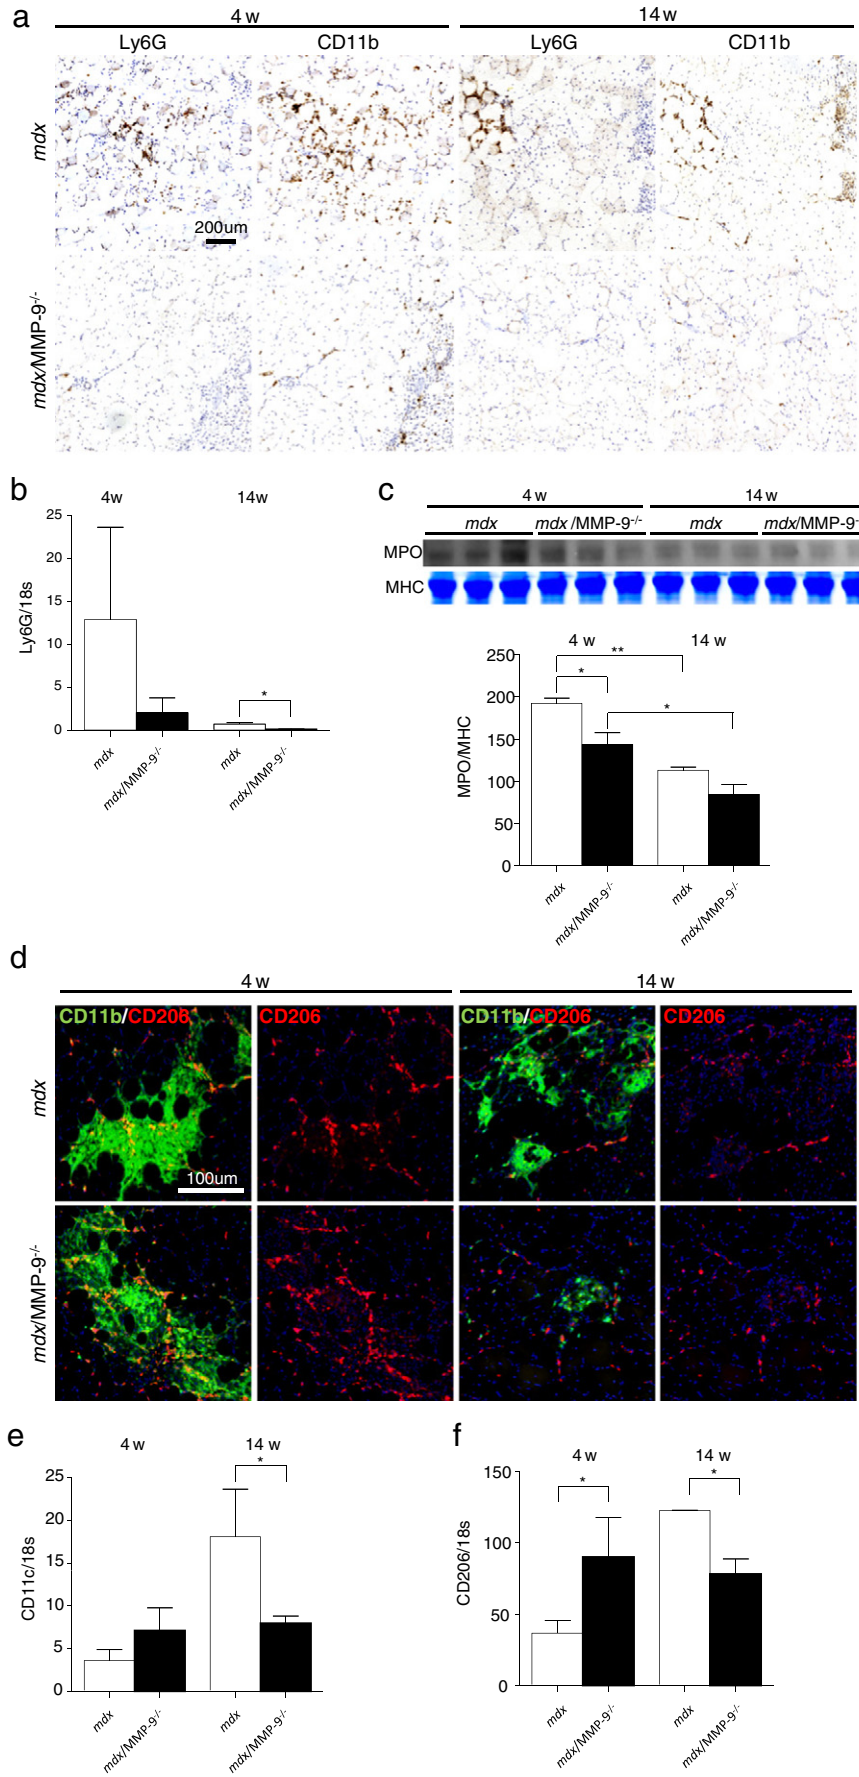 a
4 w
14 w
Ly6G
CD11b
Ly6G
CD11b
mdx
200um
mdx/MMP-9-/-
b
4w
14w
Ly6G/18s
25
20
15
10
5
0
*
mdx
mdx/MMP-9-/-
mdx
mdx/MMP-9-/-
c
4 w
14 w
mdx
mdx /MMP-9-/-
mdx
mdx/MMP-9-/
MPO
MHC
4 w
14 w
MPO/MHC
250
200
150
100
50
0
**
*
*
mdx
mdx/MMP-9-/-
mdx
mdx/MMP-9-/-
d
4 w
14 w
CD11b/CD206
CD206
CD11b/CD206
CD206
mdx
100um
mdx/MMP-9-/-
e
4 w
14 w
CD11c/18s
25
20
15
10
5
0
*
mdx
mdx/MMP-9-/-
mdx
mdx/MMP-9-/-
f
4 w
14 w
CD206/18s
150
100
50
0
*
*
mdx
mdx/MMP-9-/-
mdx
mdx/MMP-9-/-